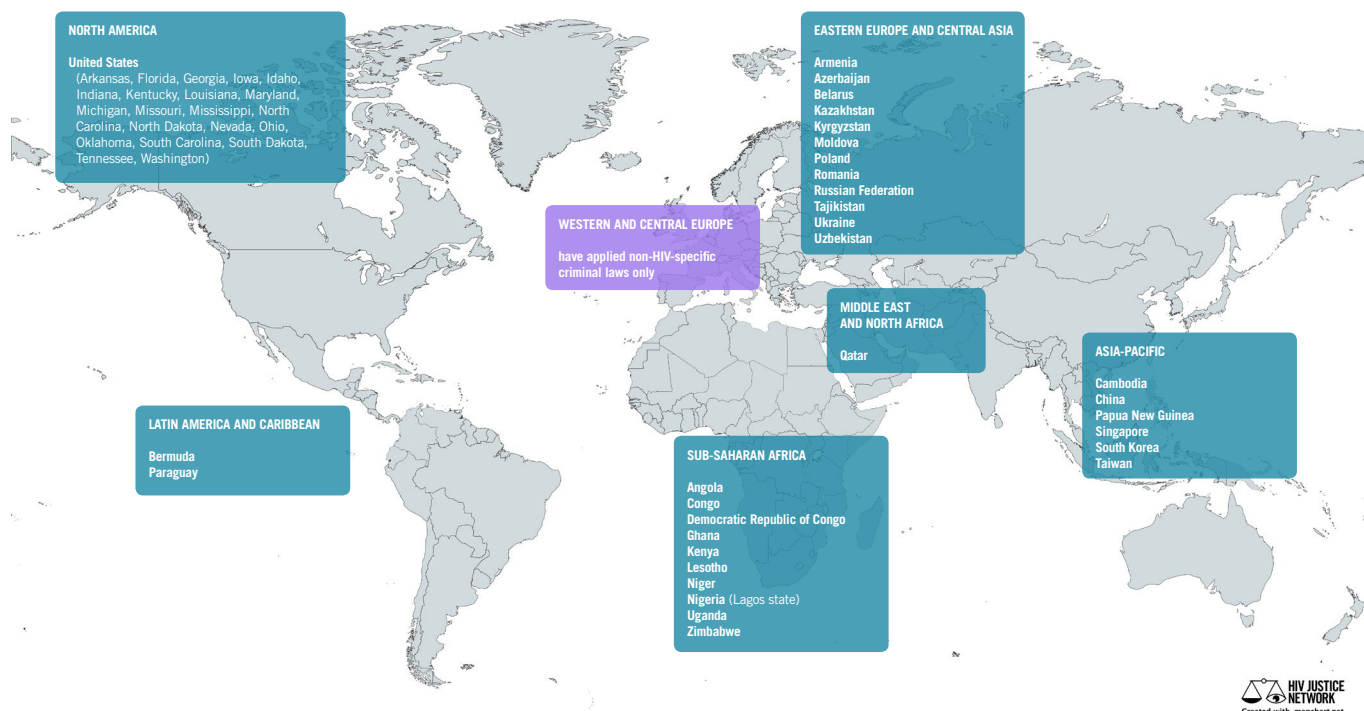 NORTH AMERICA
United States
(Arkansas, Florida, Georgia, Iowa, Idaho,
Indiana, Kentucky, Louisiana, Maryland,
Michigan, Missouri, Mississippi, North
Carolina, North Dakota, Nevada, Ohio,
Oklahoma, South Carolina, South Dakota,
Tennessee, Washington)
EASTERN EUROPE AND CENTRAL ASIA
Armenia
Azerbaijan
Belarus
Kazakhstan
Kyrgyzstan
Moldova
Poland
Romania
Russian Federation
Tajikistan
Ukraine
Uzbekistan
WESTERN AND CENTRAL EUROPE
have applied non-HIV-specific
criminal laws only
MIDDLE EAST
AND NORTH AFRICA
Qatar
ASIA-PACIFIC
Cambodia
China
Papua New Guinea
Singapore
South Korea
Taiwan
LATIN AMERICA AND CARIBBEAN
Bermuda
Paraguay
SUB-SAHARAN AFRICA
Angola
Congo
Democratic Republic of Congo
Ghana
Kenya
Lesotho
Niger
Nigeria (Lagos state)
Uganda
Zimbabwe
HIV JUSTICE
NETWORK
Created with mapchart.net